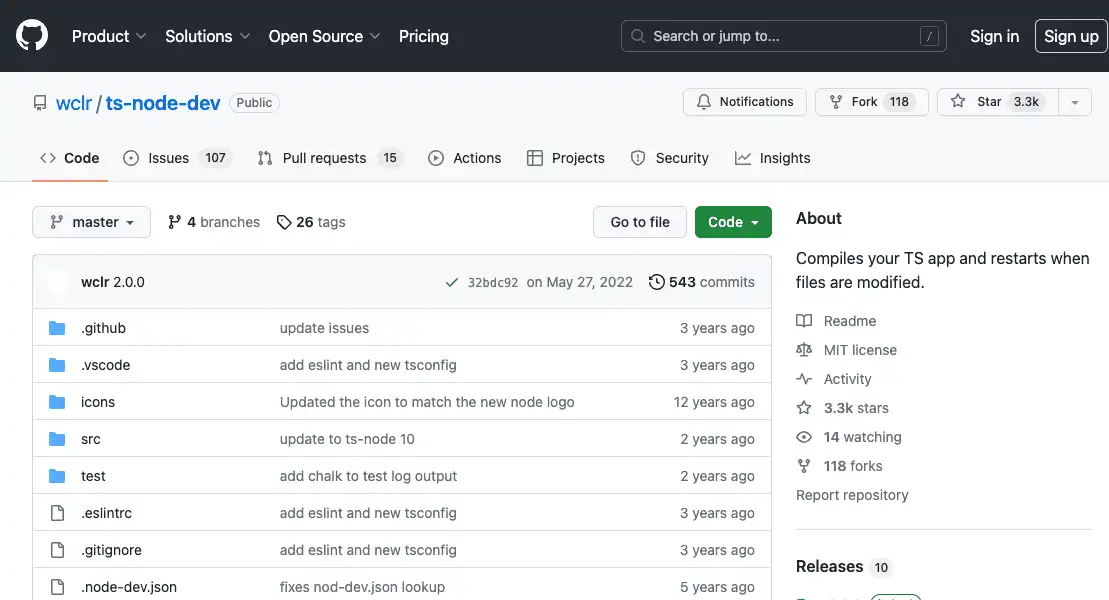 Product Solutions Open Source Pricing Search or jump to... / Sign in Sign up
wclr / ts-node-dev Public Notifications Fork 118 Star 3.3k
Code Issues 107 Pull requests 15 Actions Projects Security Insights
master 4 branches 26 tags Go to file Code
wclr 2.0.0 32bdc92 on May 27, 2022 543 commits
.github update issues 3 years ago
.vscode add eslint and new tsconfig 3 years ago
icons Updated the icon to match the new node logo 12 years ago
src update to ts-node 10 2 years ago
test add chalk to test log output 2 years ago
.eslintrc add eslint and new tsconfig 3 years ago
.gitignore add eslint and new tsconfig 3 years ago
.node-dev.json fixes nod-dev.json lookup 5 years ago
About
Compiles your TS app and restarts when
files are modified.
Readme
MIT license
Activity
3.3k stars
14 watching
118 forks
Report repository
Releases 10